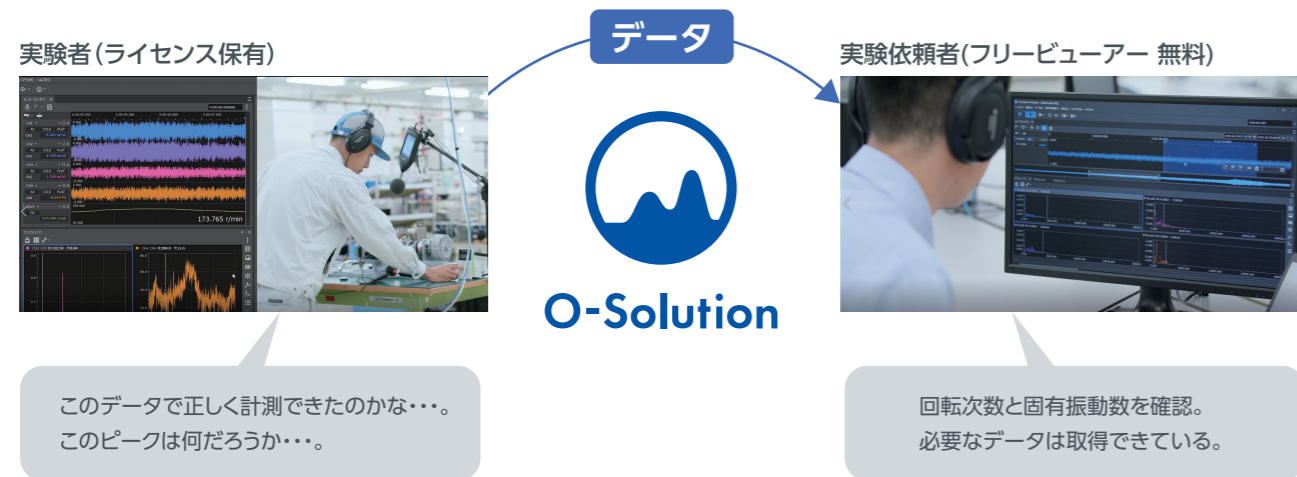 データ
実験者(ライセンス保有)
実験依頼者(フリービューアー 無料)
173.765 r/min
O-Solution
このデータで正しく計測できたのかな・・・。
このピークは何だろうか・・・。
回転次数と固有振動数を確認。
必要なデータは取得できている。